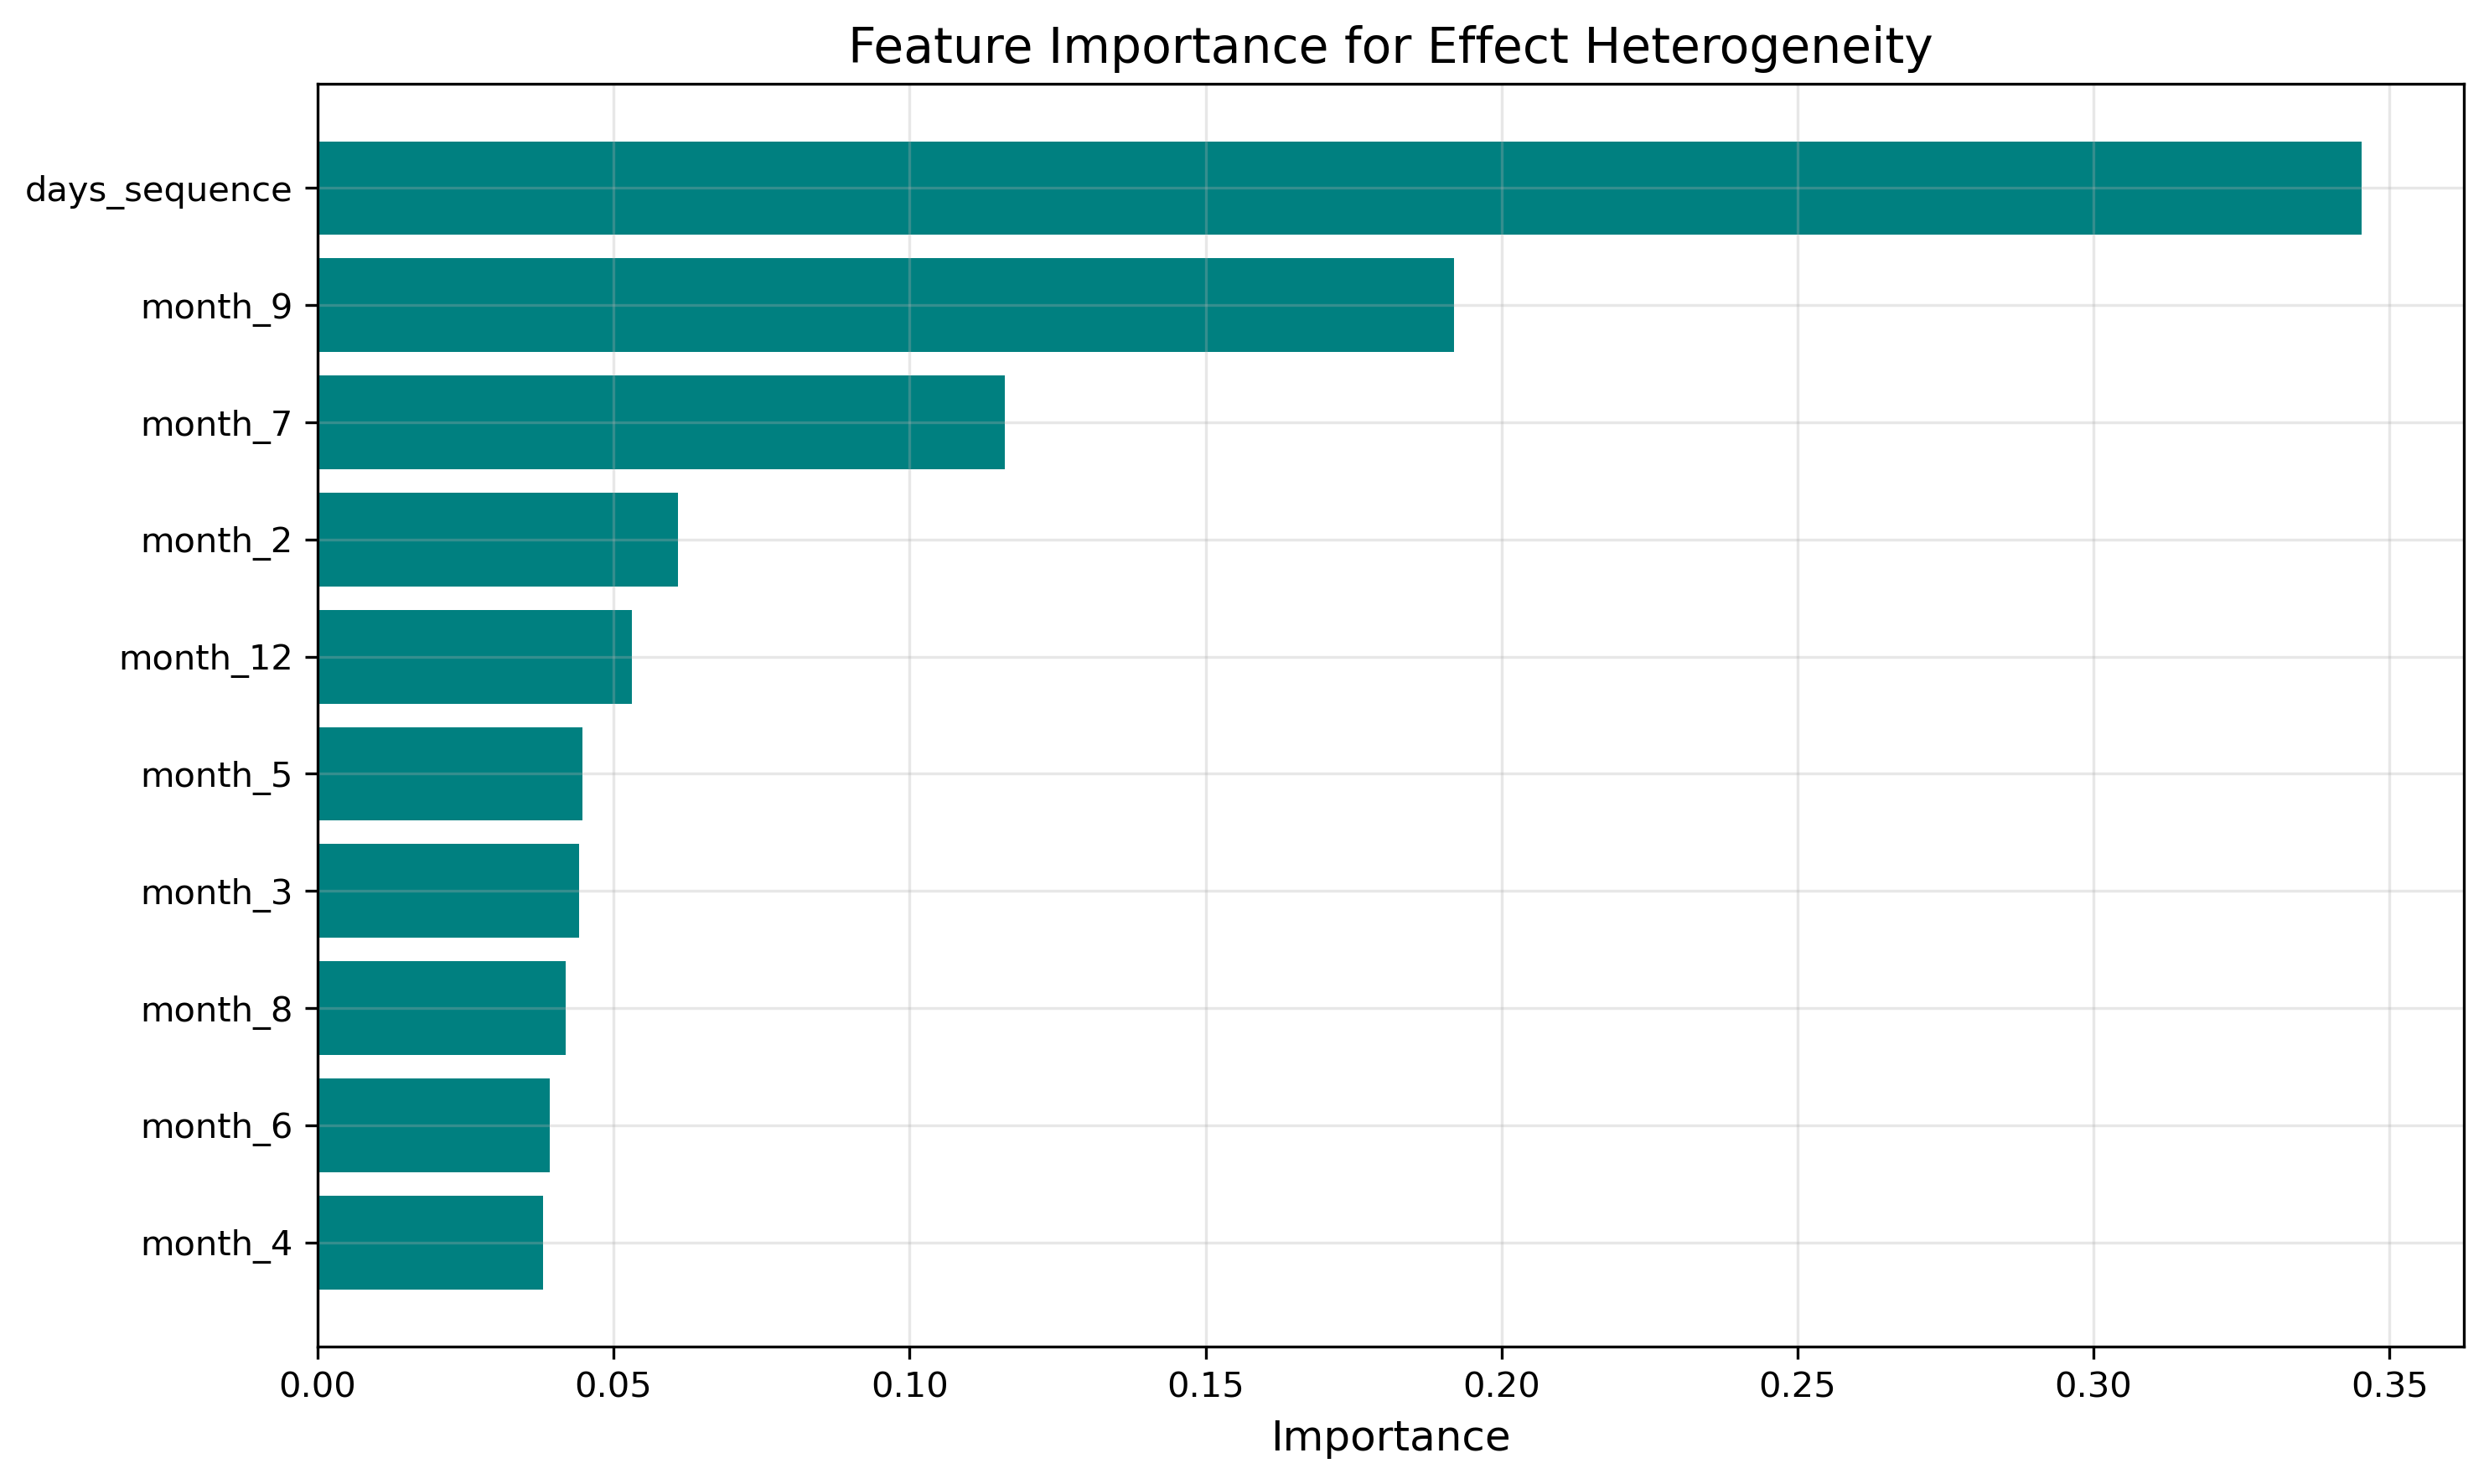 Feature Importance for Effect Heterogeneity
days_sequence
month_9
month_7
month_2
month_12
month_5
month_3
month_8
month_6
month_4
0.00 0.05 0.10 0.15 0.20 0.25 0.30 0.35
Importance